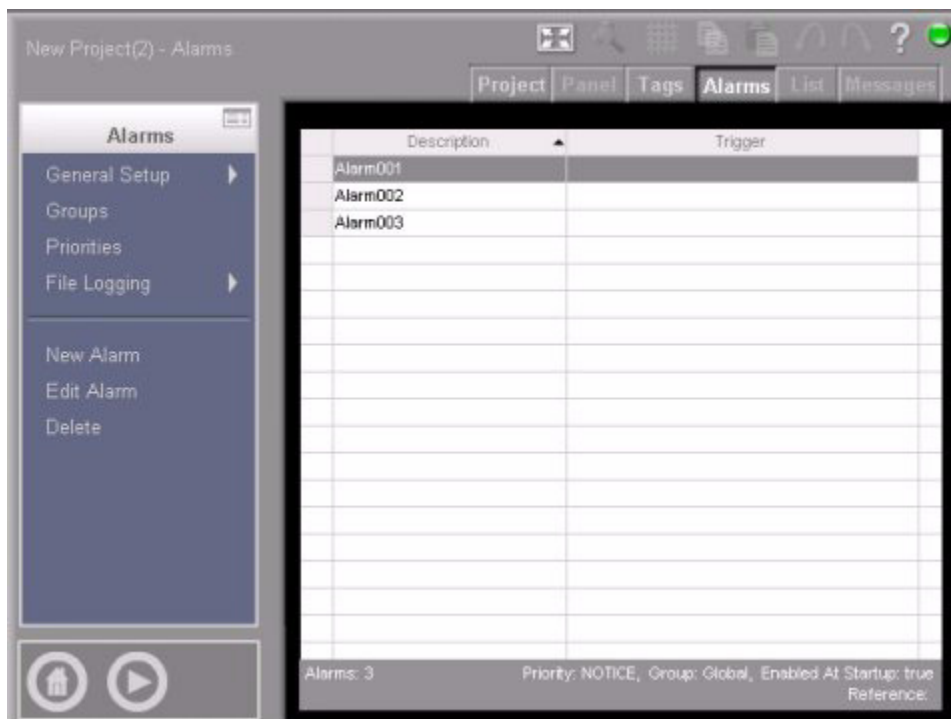 New Project(2) - Alarms
?
Project Panel Tags Alarms List Messages
Alarms
General Setup
Groups
Priorities
File Logging
New Alarm
Edit Alarm
Delete
Description Trigger
Alarm001
Alarm002
Alarm003
Alarms: 3 Priority: NOTICE, Group: Global, Enabled At Startup: true
Reference: